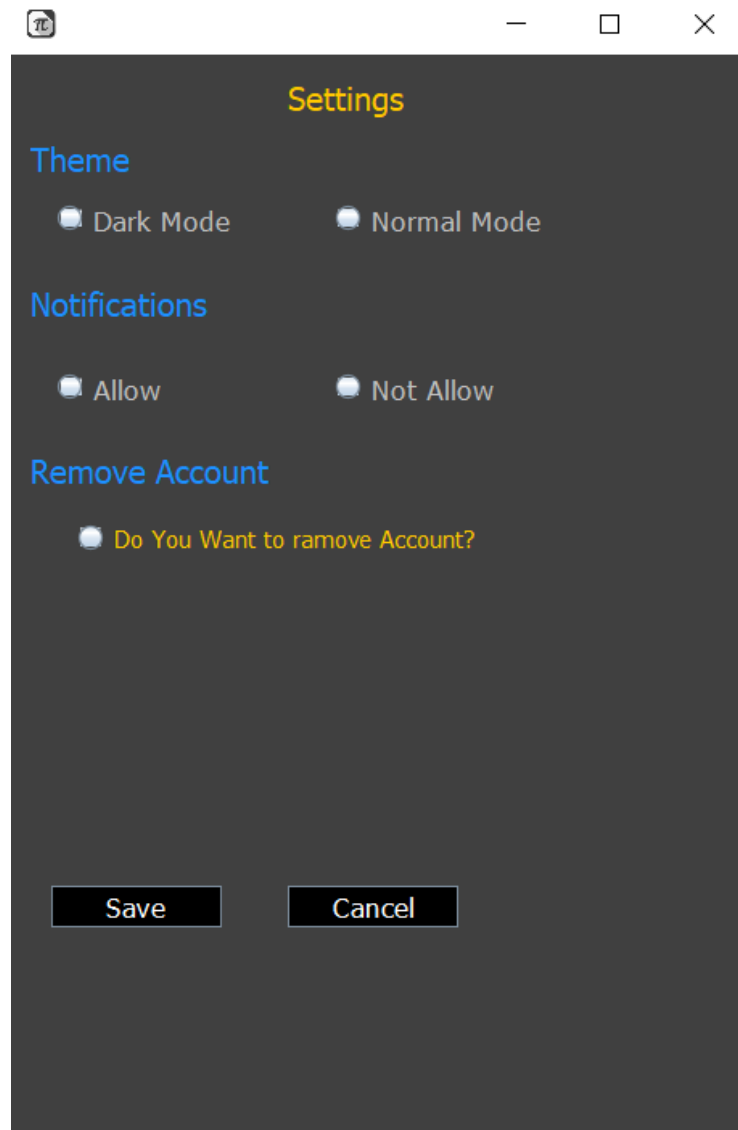 π
Settings
Theme
Dark Mode Normal Mode
Notifications
Allow Not Allow
Remove Account
Do You Want to ramove Account?
Save Cancel